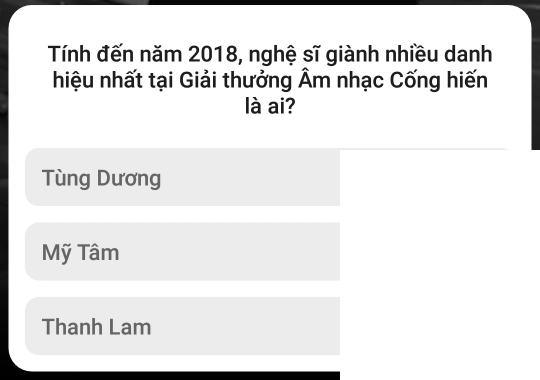 Tính đến năm 2018, nghệ sĩ giành nhiều danh
hiệu nhất tại Giải thưởng Âm nhạc Cống hiến
là ai?
Tùng Dương
Mỹ Tâm
Thanh Lam